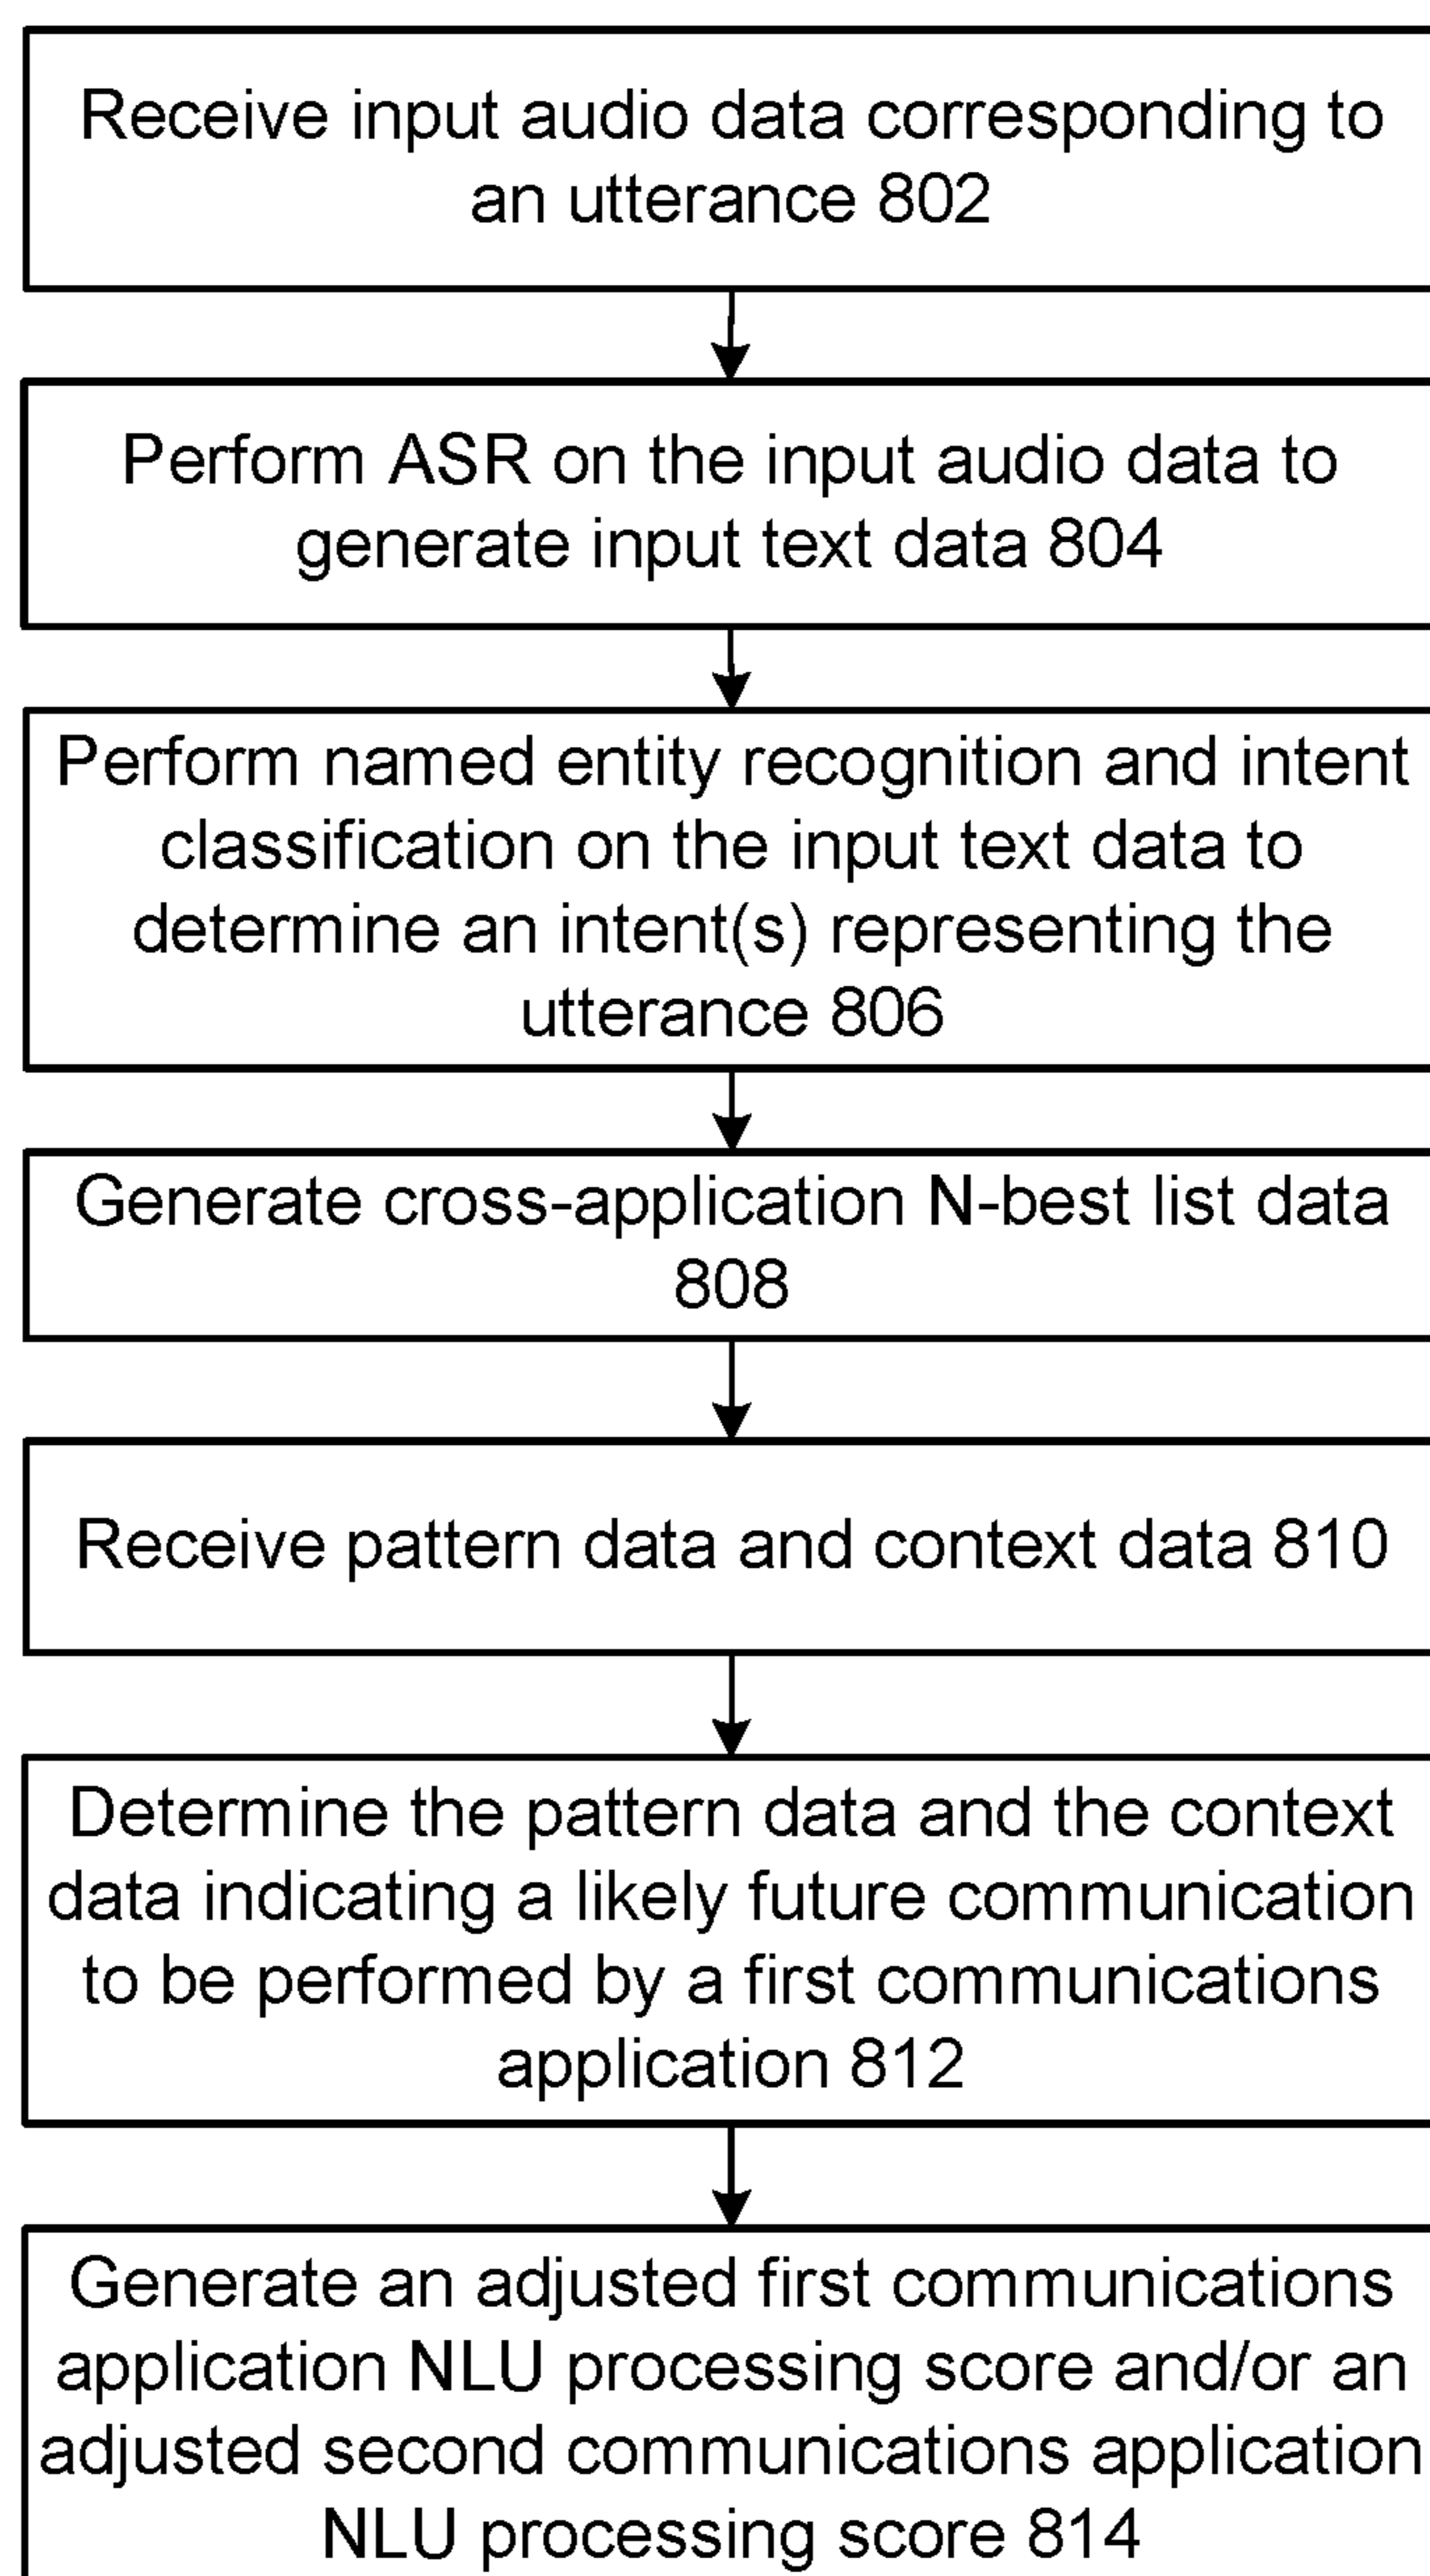 Receive input audio data corresponding to
an utterance 802
Perform ASR on the input audio data to
generate input text data 804
Perform named entity recognition and intent
classification on the input text data to
determine an intent(s) representing the
utterance 806
Generate cross-application N-best list data
808
Receive pattern data and context data 810
Determine the pattern data and the context
data indicating a likely future communication
to be performed by a first communications
application 812
Generate an adjusted first communications
application NLU processing score and/or an
adjusted second communications application
NLU processing score 814